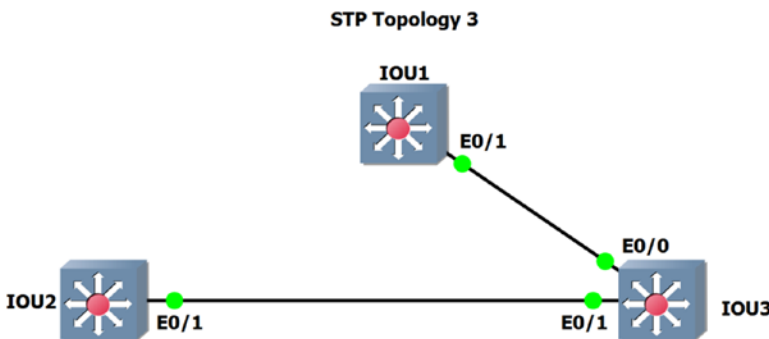 STP Topology 3
IOU1
E0/1
E0/0
IOU2
E0/1
E0/1
IOU3